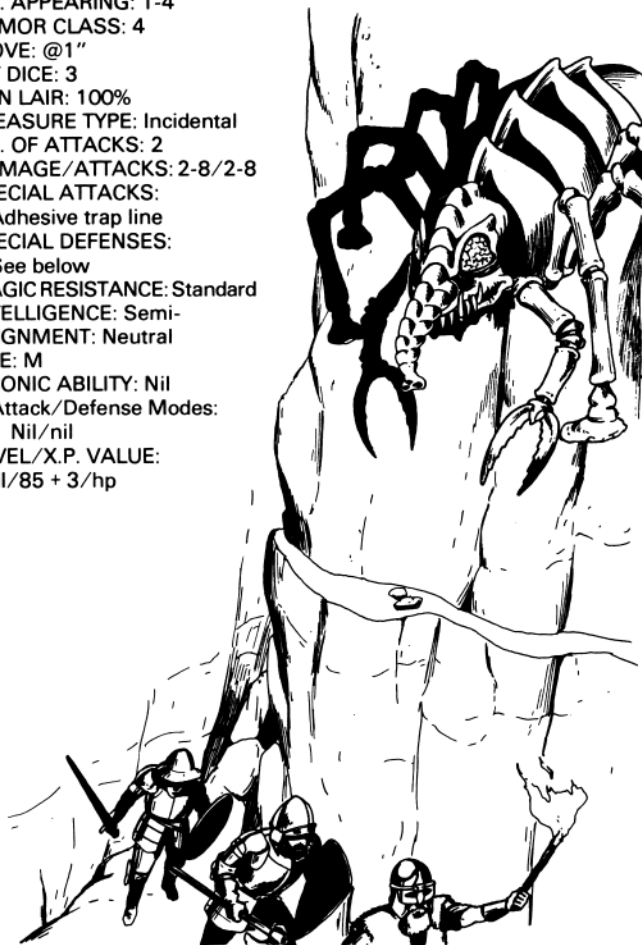 . APPEARING: 1-4
MOR CLASS: 4
OVE: @1"
DICE: 3
N LAIR: 100%
EASURE TYPE: Incidental
. OF ATTACKS: 2
MAGE/ATTACKS: 2-8/2-8
ECIAL ATTACKS:
Adhesive trap line
ECIAL DEFENSES:
See below
AGIC RESISTANCE: Standard
TELLIGENCE: Semi-
GNMENT: Neutral
E: M
ONIC ABILITY: Nil
Attack/Defense Modes:
Nil/nil
VEL/X.P. VALUE:
I/85 + 3/hp